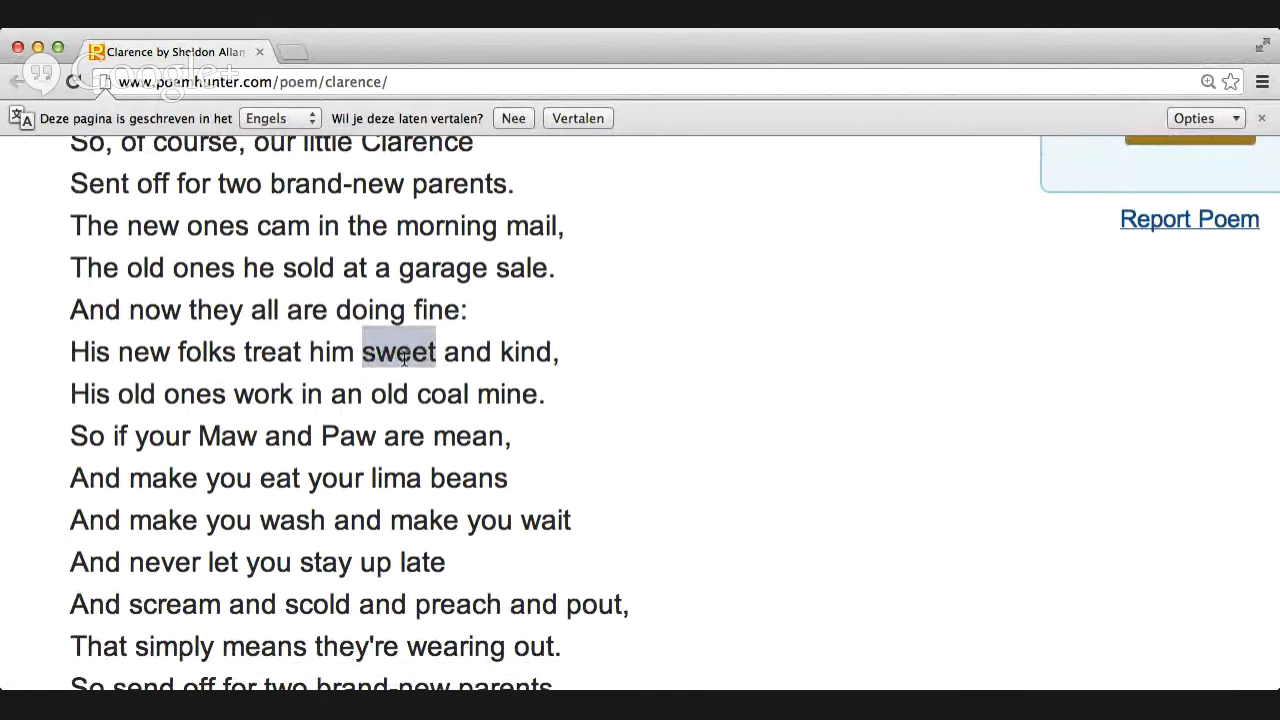 Clarence by Sheldon Allan
Google+
www.poemhunter.com/poem/clarence/
Deze pagina is geschreven in het Engels Wil je deze laten vertalen? Nee Vertalen Opties
So, of course, our little Clarence
Sent off for two brand-new parents.
The new ones cam in the morning mail,
The old ones he sold at a garage sale.
And now they all are doing fine:
His new folks treat him sweet and kind,
His old ones work in an old coal mine.
So if your Maw and Paw are mean,
And make you eat your lima beans
And make you wash and make you wait
And never let you stay up late
And scream and scold and preach and pout,
That simply means they're wearing out.
So send off for two brand-new parents
Report Poem